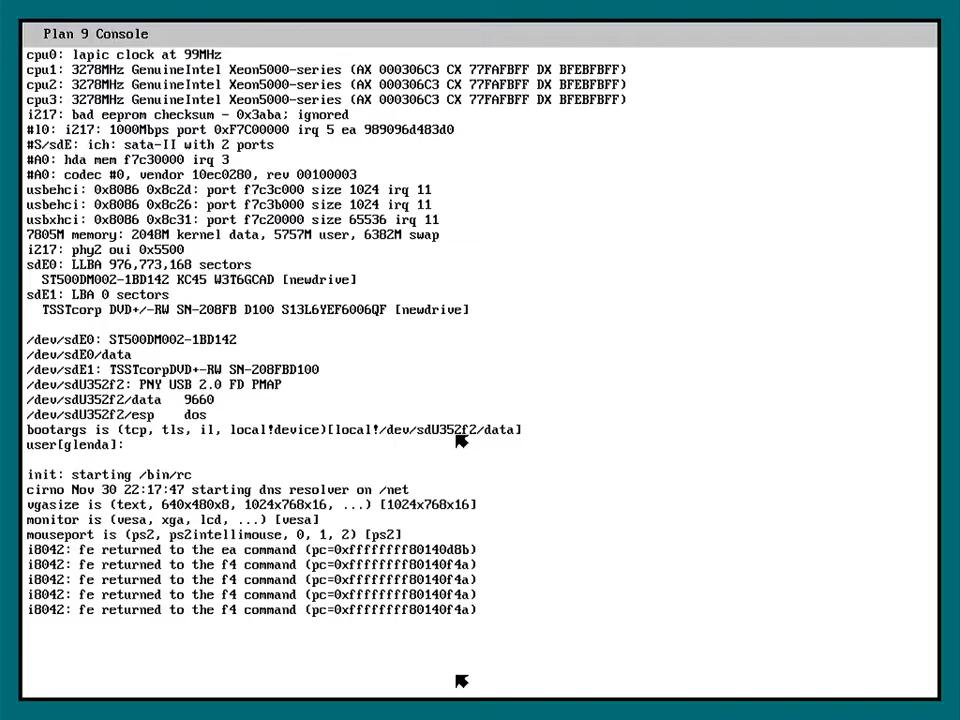 Plan 9 Console
cpu0: lapic clock at 99MHz
cpu1: 3278MHz GenuineIntel Xeon5000-series (AX 000306C3 CX 77FAFBFF DX BFEBFBFF)
cpu2: 3278MHz GenuineIntel Xeon5000-series (AX 000306C3 CX 77FAFBFF DX BFEBFBFF)
cpu3: 3278MHz GenuineIntel Xeon5000-series (AX 000306C3 CX 77FAFBFF DX BFEBFBFF)
i217: bad eeprom checksum - 0x3aba; ignored
#l0: i217: 1000Mbps port 0xF7C00000 irq 5 ea 989096d483d0
#S/sdE: ich: sata-II with 2 ports
#A0: hda mem f7c30000 irq 3
#A0: codec #0, vendor 10ec0280, rev 00100003
usbehci: 0x8086 0x8c2d: port f7c3c000 size 1024 irq 11
usbehci: 0x8086 0x8c26: port f7c3b000 size 1024 irq 11
usbxhci: 0x8086 0x8c31: port f7c20000 size 65536 irq 11
7805M memory: 2048M kernel data, 5757M user, 6382M swap
i217: phy2 oui 0x5500
sdE0: LLBA 976,773,168 sectors
  ST500DM002-1BD142 KC45 W3T6GCAD [newdrive]
sdE1: LBA 0 sectors
  TSSTcorp DVD+/-RW SN-208FB D100 S13L6YEF6006QF [newdrive]
/dev/sdE0: ST500DM002-1BD142
/dev/sdE0/data
/dev/sdE1: TSSTcorpDVD+-RW SN-208FBD100
/dev/sdU352f2: PNY USB 2.0 FD PMAP
/dev/sdU352f2/data   9660
/dev/sdU352f2/esp    dos
bootargs is (tcp, tls, il, local!device)[local!/dev/sdU352f2/data]
user[glenda]:
init: starting /bin/rc
cirno Nov 30 22:17:47 starting dns resolver on /net
vgasize is (text, 640x480x8, 1024x768x16, ...) [1024x768x16]
monitor is (vesa, xga, lcd, ...) [vesa]
mouseport is (ps2, ps2intellimouse, 0, 1, 2) [ps2]
i8042: fe returned to the ea command (pc=0xffffffff80140d8b)
i8042: fe returned to the f4 command (pc=0xffffffff80140f4a)
i8042: fe returned to the f4 command (pc=0xffffffff80140f4a)
i8042: fe returned to the f4 command (pc=0xffffffff80140f4a)
i8042: fe returned to the f4 command (pc=0xffffffff80140f4a)